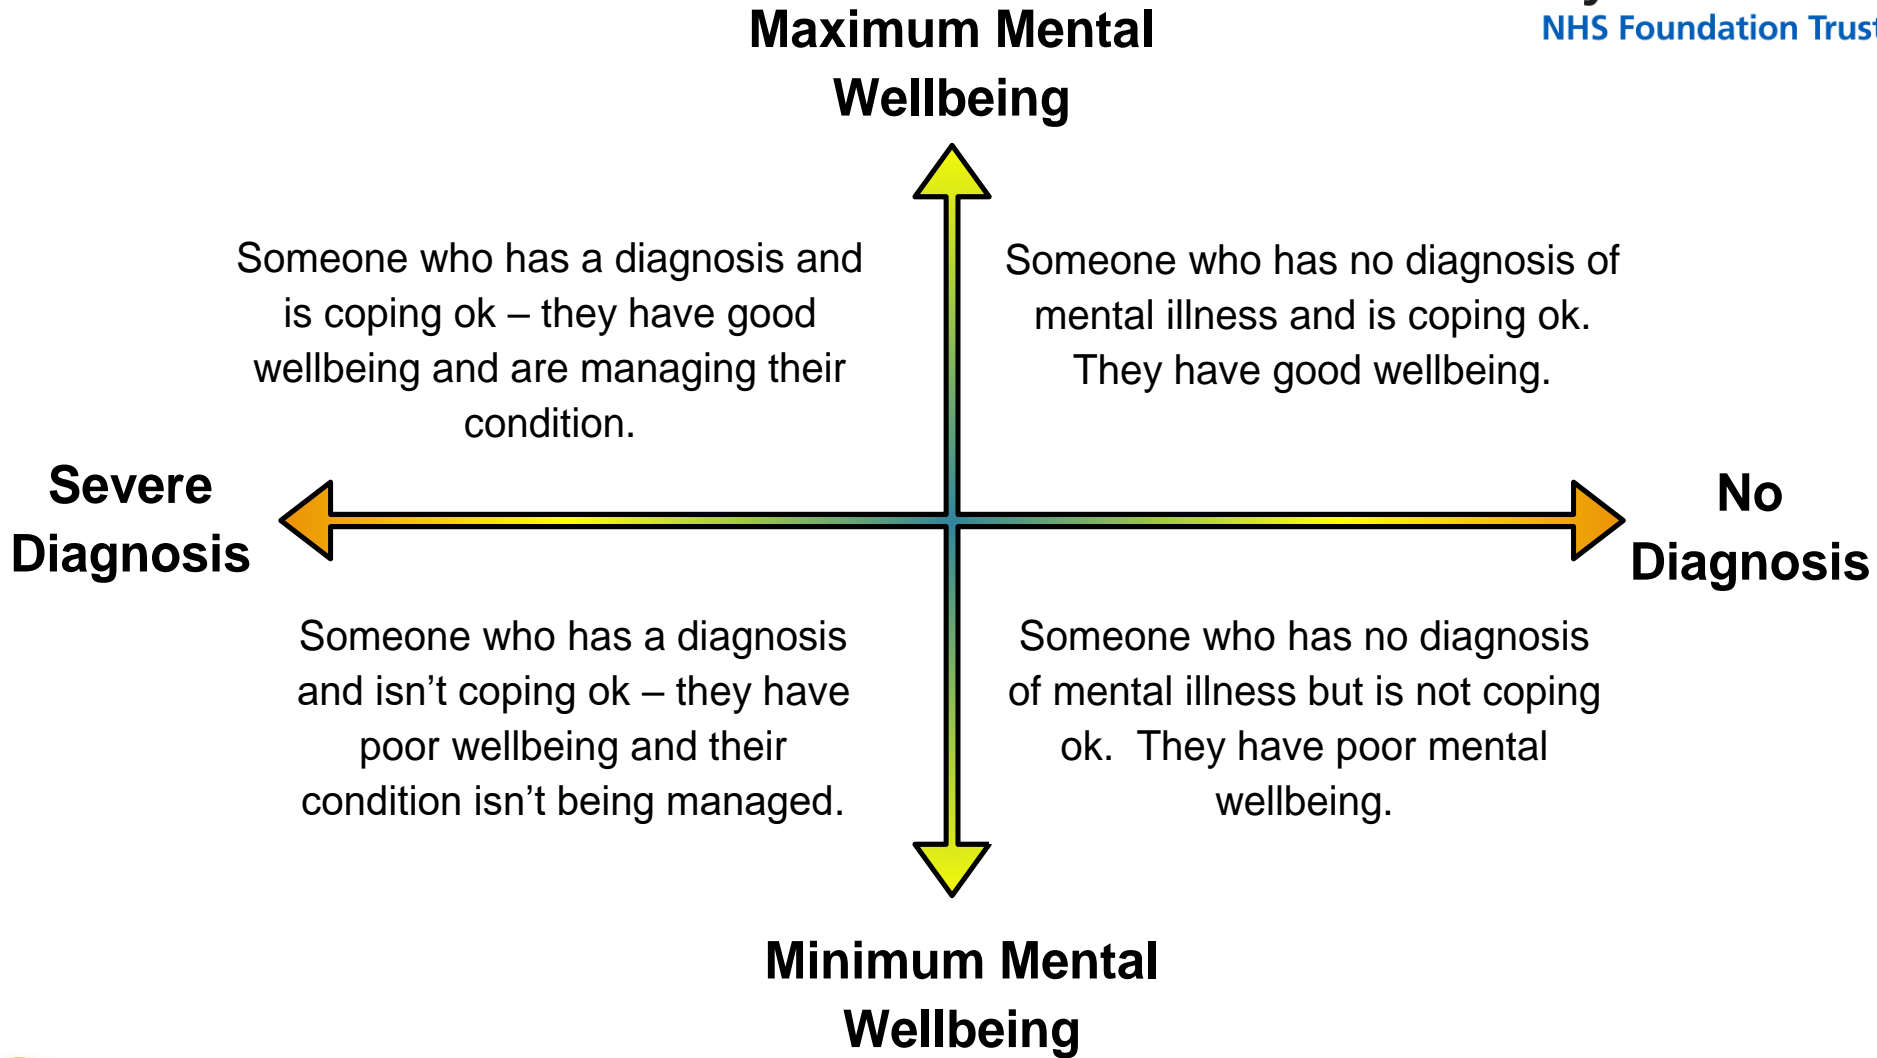 Maximum Mental
Wellbeing
NHS Foundation Trust
Someone who has a diagnosis and
is coping ok – they have good
wellbeing and are managing their
condition.
Someone who has no diagnosis of
mental illness and is coping ok.
They have good wellbeing.
Severe
Diagnosis
No
Diagnosis
Someone who has a diagnosis
and isn’t coping ok – they have
poor wellbeing and their
condition isn’t being managed.
Someone who has no diagnosis
of mental illness but is not coping
ok.  They have poor mental
wellbeing.
Minimum Mental
Wellbeing